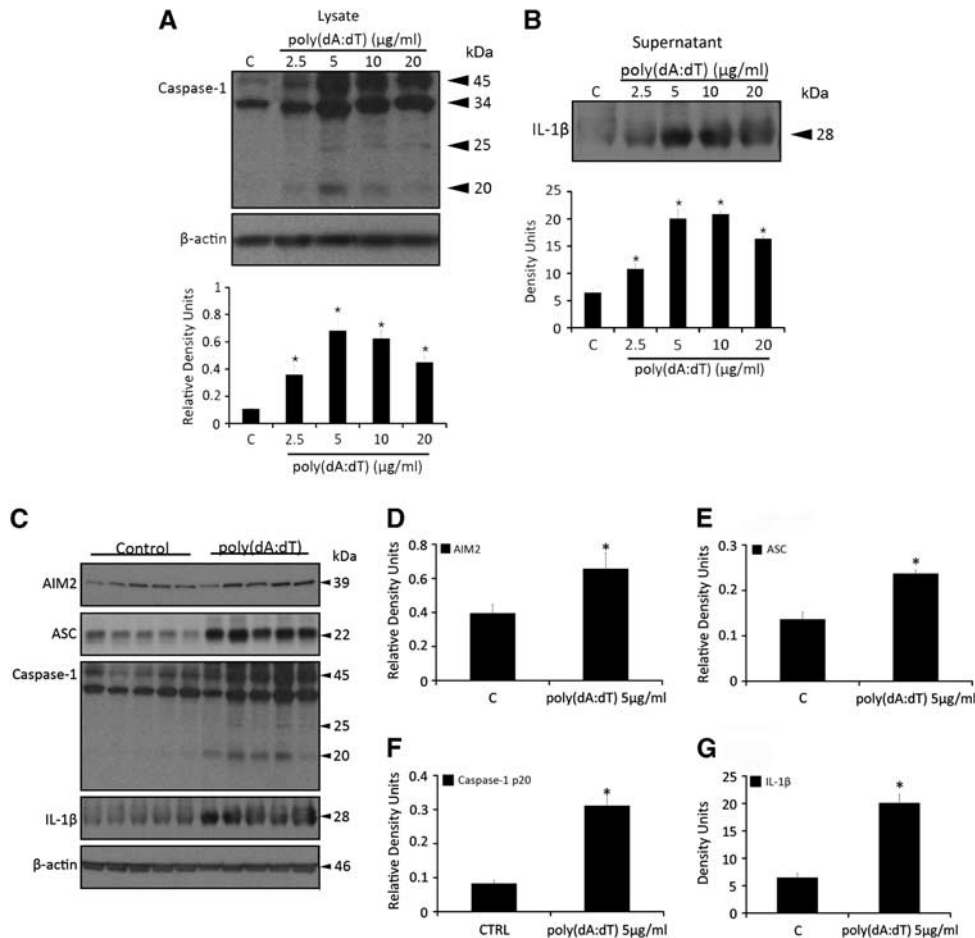 A
Lysate
poly(dA:dT) (µg/ml)
C 2.5 5 10 20 kDa
Caspase-1
45
34
25
20
β-actin
Relative Density Units
1
0.8
0.6
0.4
0.2
0
* * * *
C 2.5 5 10 20
poly(dA:dT) (µg/ml)
B
Supernatant
poly(dA:dT) (µg/ml)
C 2.5 5 10 20 kDa
IL-1β
28
Density Units
25
20
15
10
5
0
* * * *
C 2.5 5 10 20
poly(dA:dT) (µg/ml)
C
Control poly(dA:dT) kDa
AIM2 39
ASC 22
Caspase-1 45
25
20
IL-1β 28
β-actin 46
D
AIM2
Relative Density Units
0.8
0.6
0.4
0.2
0
*
C poly(dA:dT) 5µg/ml
E
ASC
Relative Density Units
0.3
0.2
0.1
0
*
C poly(dA:dT) 5µg/ml
F
Caspase-1 p20
Relative Density Units
0.4
0.3
0.2
0.1
0
*
CTRL poly(dA:dT) 5µg/ml
G
IL-1β
Density Units
25
20
15
10
5
0
*
C poly(dA:dT) 5µg/ml